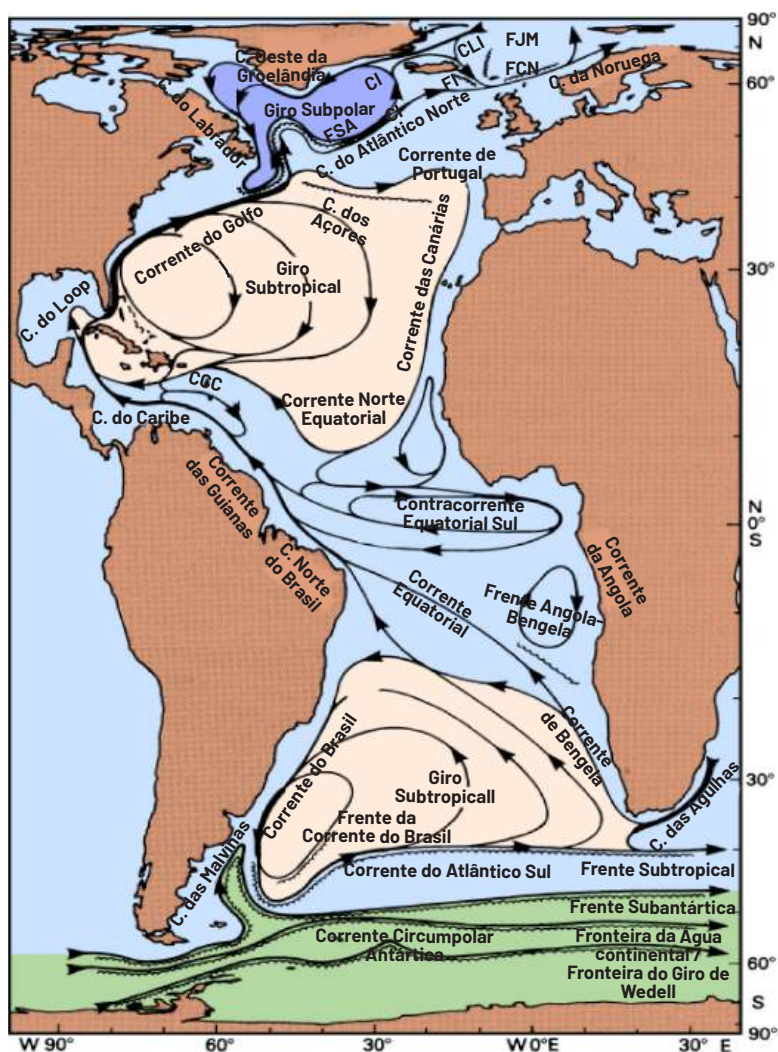 90°
N
C. Oeste da
Groelândia
CLI
FJM
FCN
FI
C. da Noruega
60°
CI
CI
Giro Subpolar
FSA
C. do Labrador
C. do Atlântico Norte
Corrente de
Portugal
C. dos
Açores
Corrente do Golfo
Giro
Subtropical
Corrente das Canárias
30°
C. do Loop
CCC
C. do Caribe
Corrente Norte
Equatorial
Corrente
das Guianas
Contracorrente
Equatorial Sul
N
0°
S
C. Norte
do Brasil
Corrente
Equatorial
Frente Angola-
Bengela
Corrente
da Angola
Corrente do Brasil
Corrente
de Bengela
Giro
Subtropicall
30°
C. das Agulhas
Frente da
Corrente do Brasil
C. das Malvinas
Corrente do Atlântico Sul
Frente Subtropical
Frente Subantártica
Corrente Circumpolar
Antártica
Fronteira da Água
continental /
Fronteira do Giro de
Wedell
60°
S
90°
W 90°
60°
30°
W 0° E
30° E